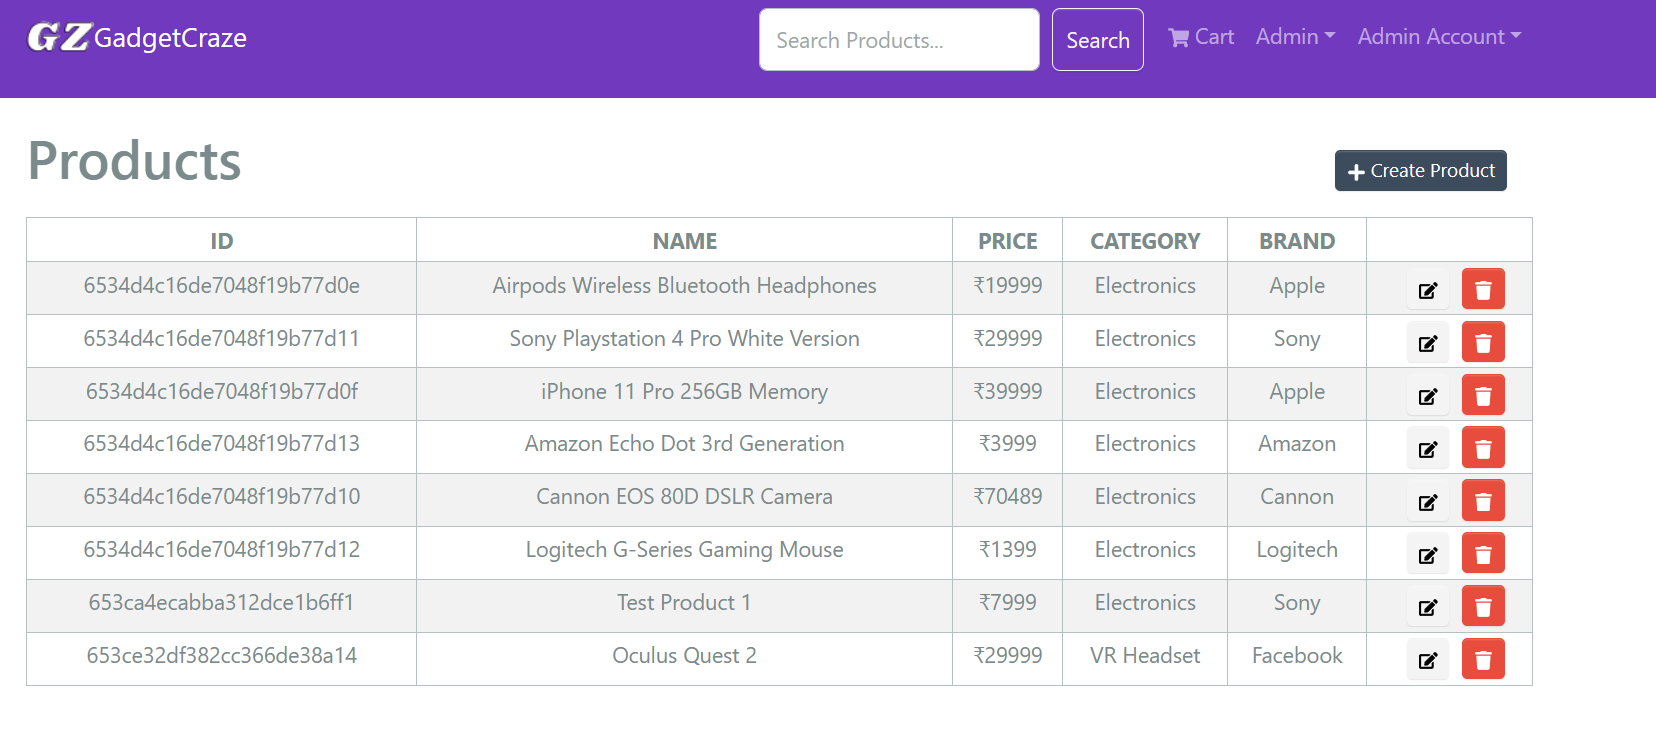 GZ GadgetCraze Search Products... Search Cart Admin Admin Account
Products
Create Product
ID NAME PRICE CATEGORY BRAND
6534d4c16de7048f19b77d0e Airpods Wireless Bluetooth Headphones ₹19999 Electronics Apple
6534d4c16de7048f19b77d11 Sony Playstation 4 Pro White Version ₹29999 Electronics Sony
6534d4c16de7048f19b77d0f iPhone 11 Pro 256GB Memory ₹39999 Electronics Apple
6534d4c16de7048f19b77d13 Amazon Echo Dot 3rd Generation ₹3999 Electronics Amazon
6534d4c16de7048f19b77d10 Cannon EOS 80D DSLR Camera ₹70489 Electronics Cannon
6534d4c16de7048f19b77d12 Logitech G-Series Gaming Mouse ₹1399 Electronics Logitech
653ca4ecabba312dce1b6ff1 Test Product 1 ₹7999 Electronics Sony
653ce32df382cc366de38a14 Oculus Quest 2 ₹29999 VR Headset Facebook